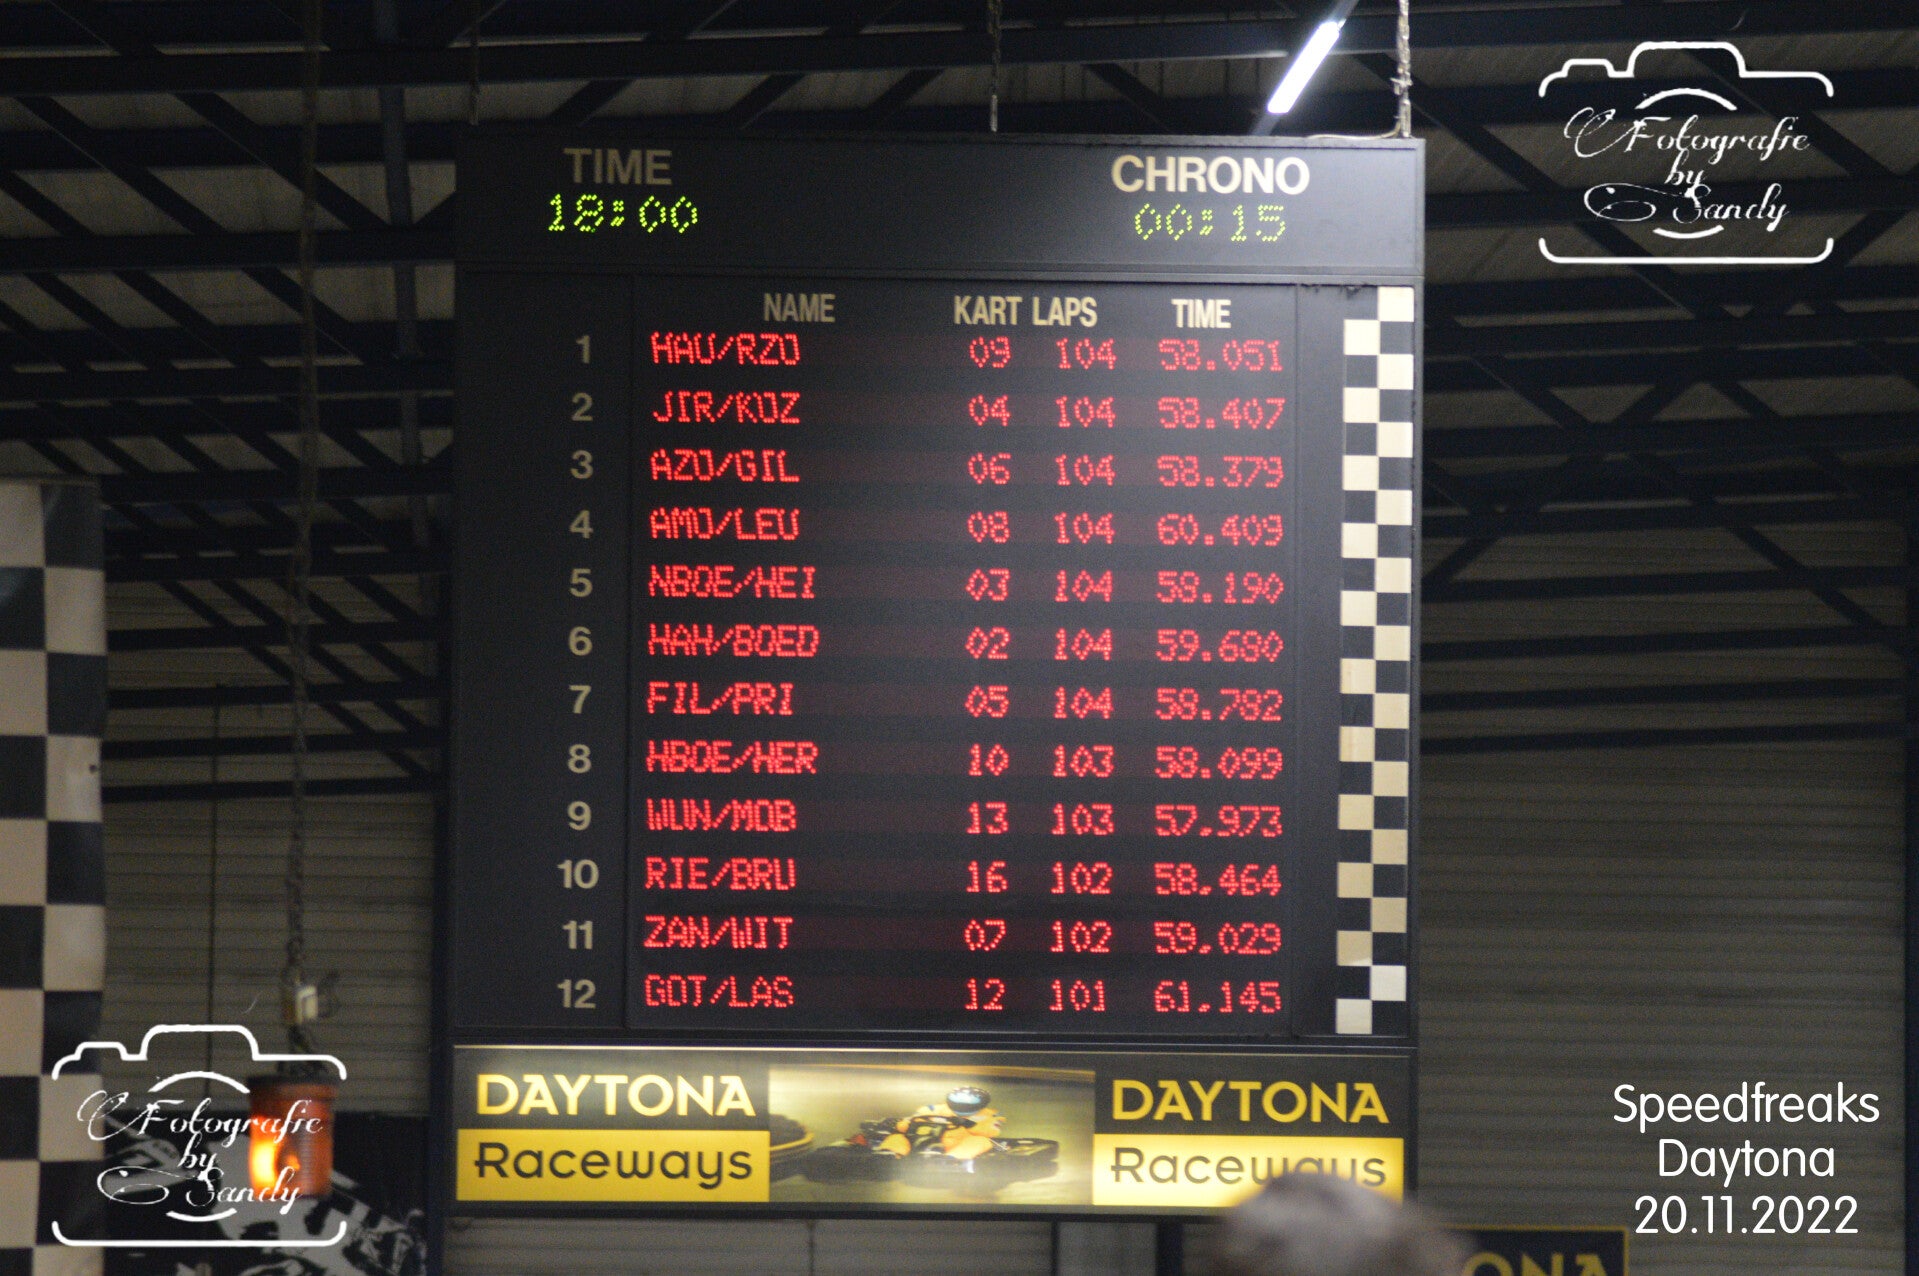 TIME CHRONO
18:00 00:15
NAME KART LAPS TIME
1 HAU/RZO 09 104 58.051
2 JIR/KOZ 04 104 58.407
3 AZO/GIL 06 104 58.379
4 AMO/LEU 08 104 60.409
5 NBOE/HEI 03 104 58.190
6 HAH/BOED 02 104 59.680
7 FIL/PRI 05 104 58.782
8 HBOE/HER 10 103 58.099
9 WUN/MOB 13 103 57.973
10 RIE/BRU 16 102 58.464
11 ZAN/WIT 07 102 59.029
12 GOT/LAS 12 101 61.145
DAYTONA DAYTONA
Raceways Raceways
Fotografie
by
Sandy
Fotografie
by
Sandy
Speedfreaks
Daytona
20.11.2022
ONA